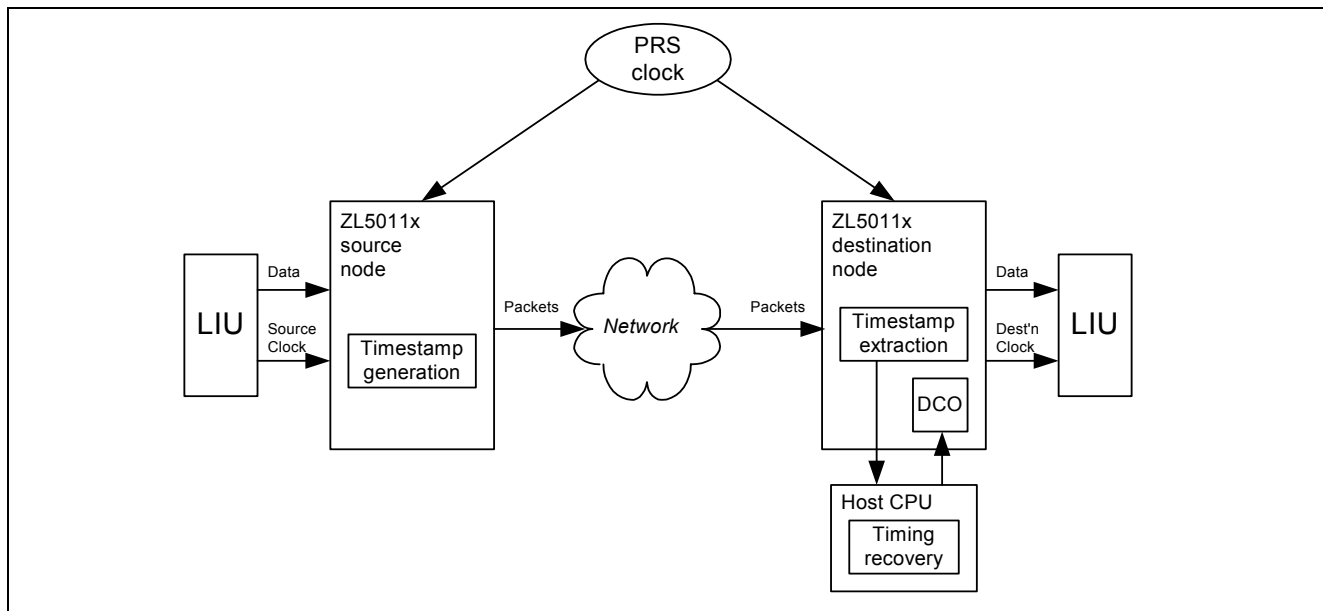 PRS
clock
ZL5011x
source
node
ZL5011x
destination
node
LIU
Data
Source
Clock
Timestamp
generation
Packets
Network
Packets
Timestamp
extraction
DCO
Data
Dest'n
Clock
LIU
Host CPU
Timing
recovery